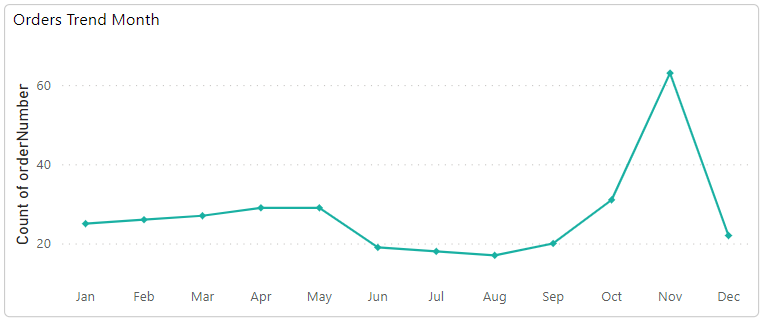 Orders Trend Month
Count of orderNumber
60
40
20
Jan Feb Mar Apr May Jun Jul Aug Sep Oct Nov Dec